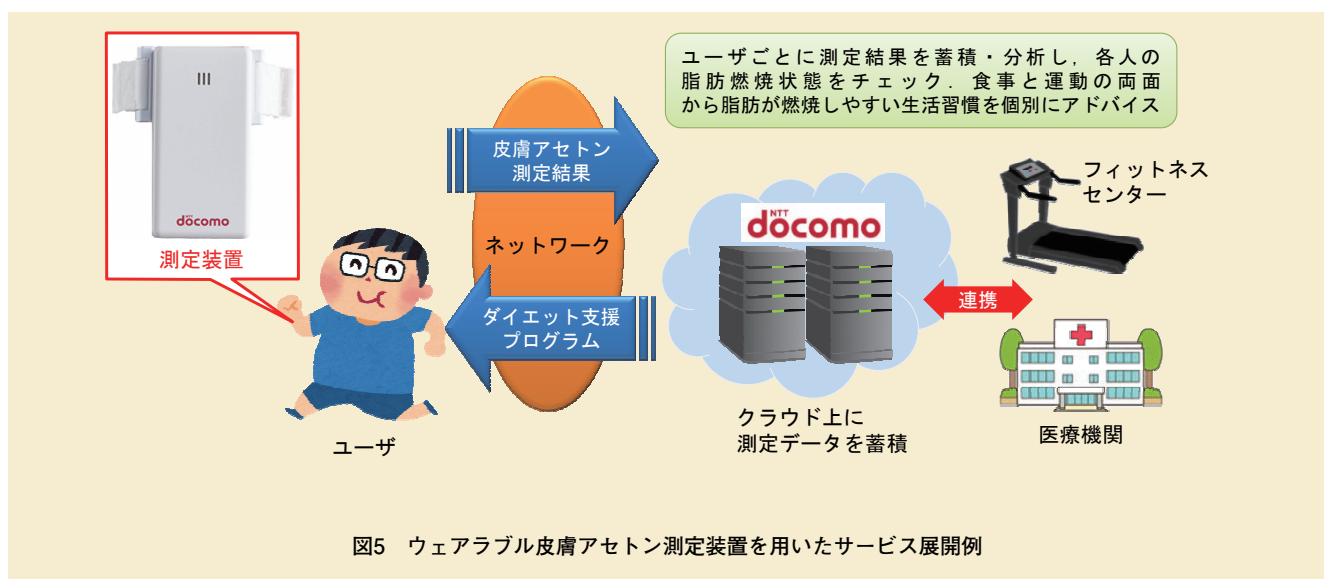 ユーザごとに測定結果を蓄積・分析し，各人の
脂肪燃焼状態をチェック．食事と運動の両面
から脂肪が燃焼しやすい生活習慣を個別にアドバイス
NTT
döcomo
測定装置
皮膚アセトン
測定結果
ネットワーク
ダイエット支援
プログラム
ユーザ
NTT
döcomo
クラウド上に
測定データを蓄積
連携
フィットネス
センター
医療機関
図5 ウェアラブル皮膚アセトン測定装置を用いたサービス展開例